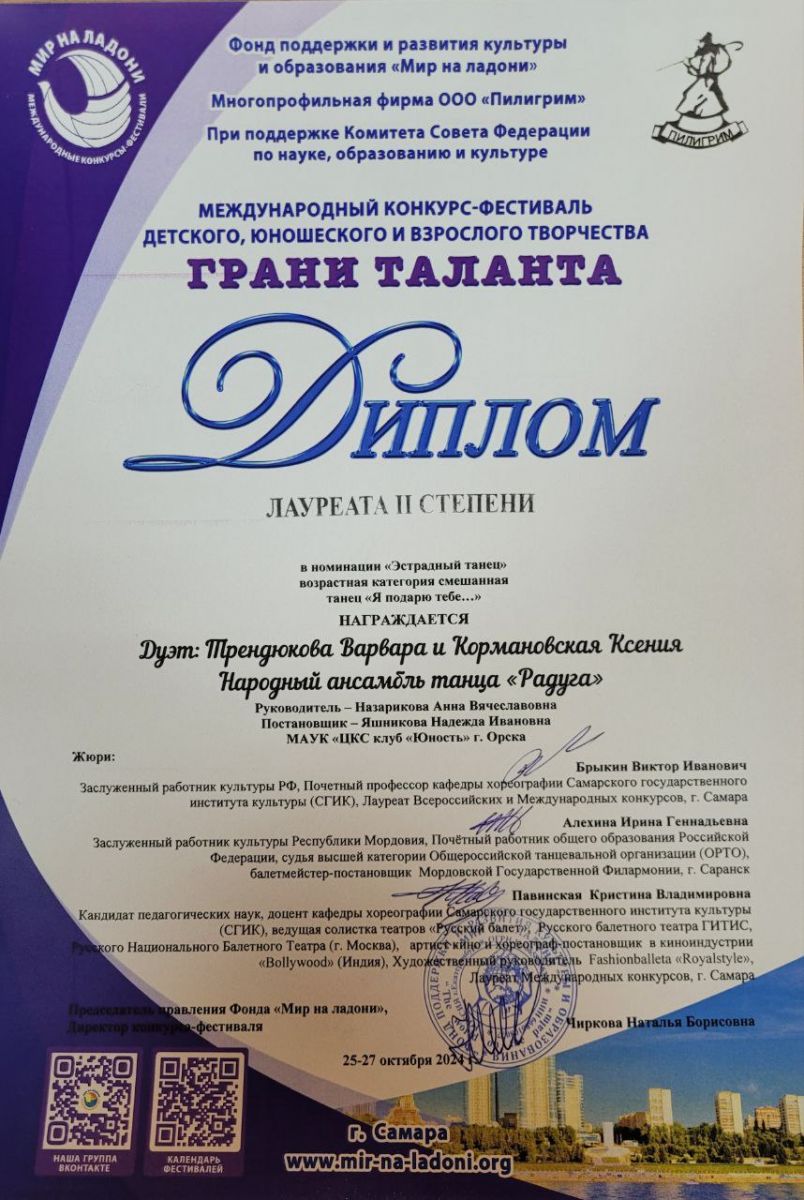 МИР НА ЛАДОНИ
МЕЖДУНАРОДНЫЕ КОНКУРСЫ-ФЕСТИВАЛИ
Фонд поддержки и развития культуры
и образования «Мир на ладони»
Многопрофильная фирма ООО «Пилигрим»
При поддержке Комитета Совета Федерации
по науке, образованию и культуре
ПИЛИГРИМ
МЕЖДУНАРОДНЫЙ КОНКУРС-ФЕСТИВАЛЬ
ДЕТСКОГО, ЮНОШЕСКОГО И ВЗРОСЛОГО ТВОРЧЕСТВА
ГРАНИ ТАЛАНТА
Диплом
ЛАУРЕАТА II СТЕПЕНИ
в номинации «Эстрадный танец»
возрастная категория смешанная
танец «Я подарю тебе…»
НАГРАЖДАЕТСЯ
Дуэт: Трендюкова Варвара и Кормановская Ксения
Народный ансамбль танца «Радуга»
Руководитель – Назарикова Анна Вячеславовна
Постановщик – Яшникова Надежда Ивановна
МАУК «ЦКС клуб «Юность» г. Орска
Жюри:
Брыкин Виктор Иванович
Заслуженный работник культуры РФ, Почетный профессор кафедры хореографии Самарского государственного
института культуры (СГИК), Лауреат Всероссийских и Международных конкурсов, г. Самара
Алехина Ирина Геннадьевна
Заслуженный работник культуры Республики Мордовия, Почётный работник общего образования Российской
Федерации, судья высшей категории Общероссийской танцевальной организации (ОРТО),
балетмейстер-постановщик Мордовской Государственной Филармонии, г. Саранск
Павинская Кристина Владимировна
Кандидат педагогических наук, доцент кафедры хореографии Самарского государственного института культуры
(СГИК), ведущая солистка театров «Русский балет», Русского балетного театра ГИТИС,
Русского Национального Балетного Театра (г. Москва), артист кино и хореограф-постановщик в киноиндустрии
«Bollywood» (Индия), Художественный руководитель Fashionballeta «Royalstyle»,
Лауреат Международных конкурсов, г. Самара
Председатель правления Фонда «Мир на ладони»,
Директор конкурса-фестиваля
Чиркова Наталья Борисовна
25-27 октября 2024 г.
НАША ГРУППА
ВКОНТАКТЕ
КАЛЕНДАРЬ
ФЕСТИВАЛЕЙ
г. Самара
www.mir-na-ladoni.org